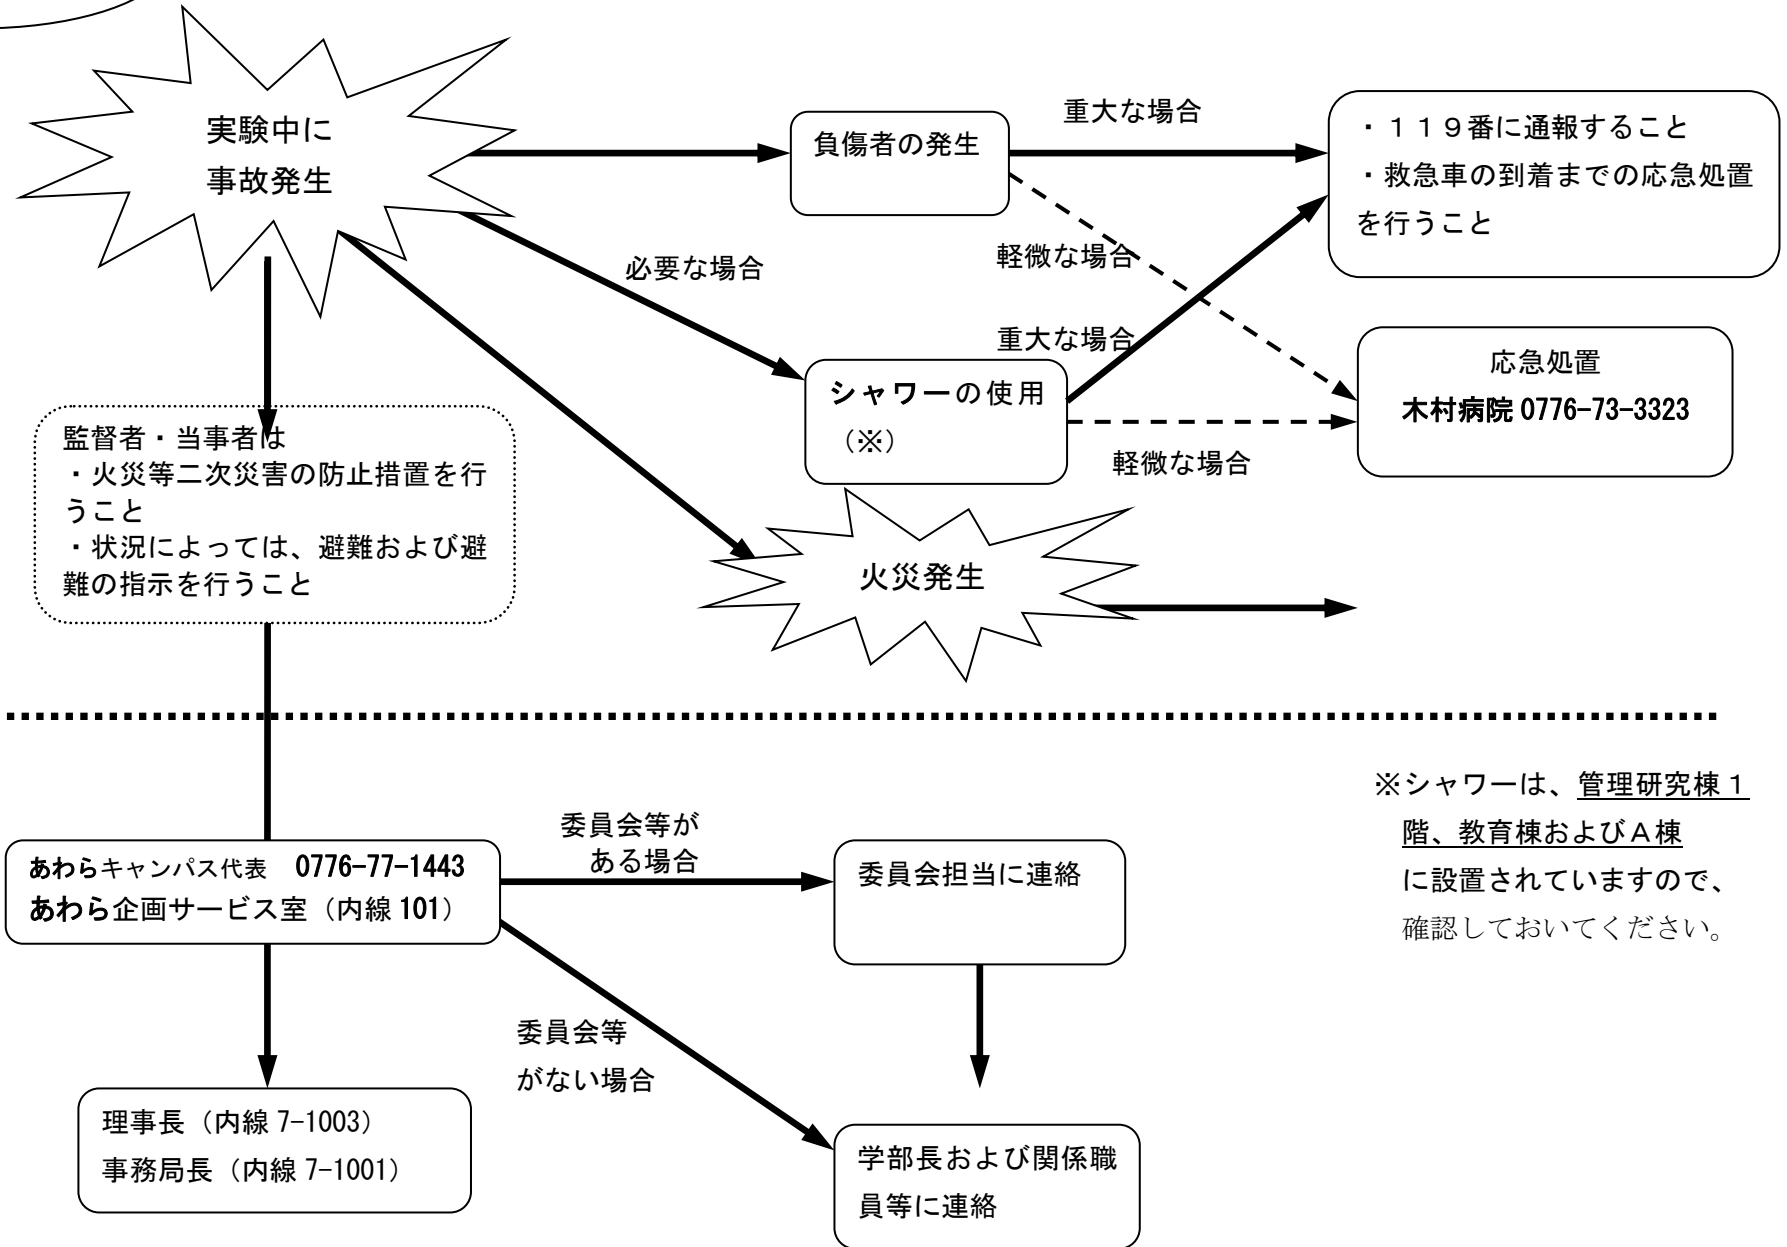 実験中に
事故発生
負傷者の発生
重大な場合
・１１９番に通報すること
・救急車の到着までの応急処置
を行うこと
必要な場合
軽微な場合
重大な場合
シャワーの使用
（※）
軽微な場合
応急処置
木村病院 0776-73-3323
監督者・当事者は
・火災等二次災害の防止措置を行
うこと
・状況によっては、避難および避
難の指示を行うこと
火災発生
※シャワーは、管理研究棟１
階、教育棟およびＡ棟
に設置されていますので、
確認しておいてください。
あわらキャンパス代表　0776-77-1443
あわら企画サービス室（内線 101）
委員会等が
ある場合
委員会担当に連絡
委員会等
がない場合
理事長（内線 7-1003）
事務局長（内線 7-1001）
学部長および関係職
員等に連絡